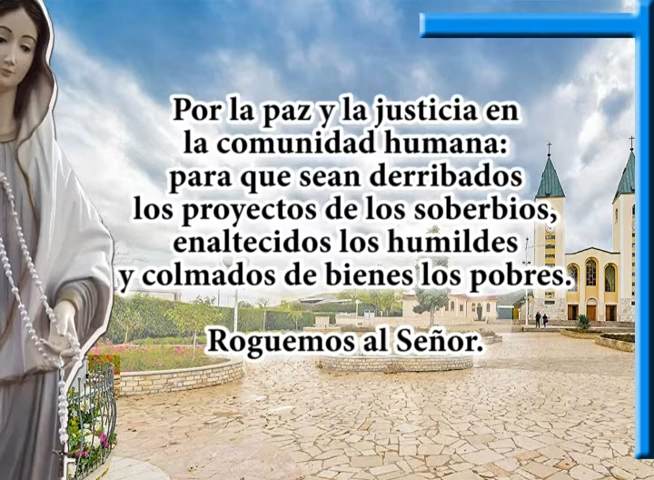 Por la paz y la justicia en
la comunidad humana:
para que sean derribados
los proyectos de los soberbios,
enaltecidos los humildes
y colmados de bienes los pobres.
Roguemos al Señor.